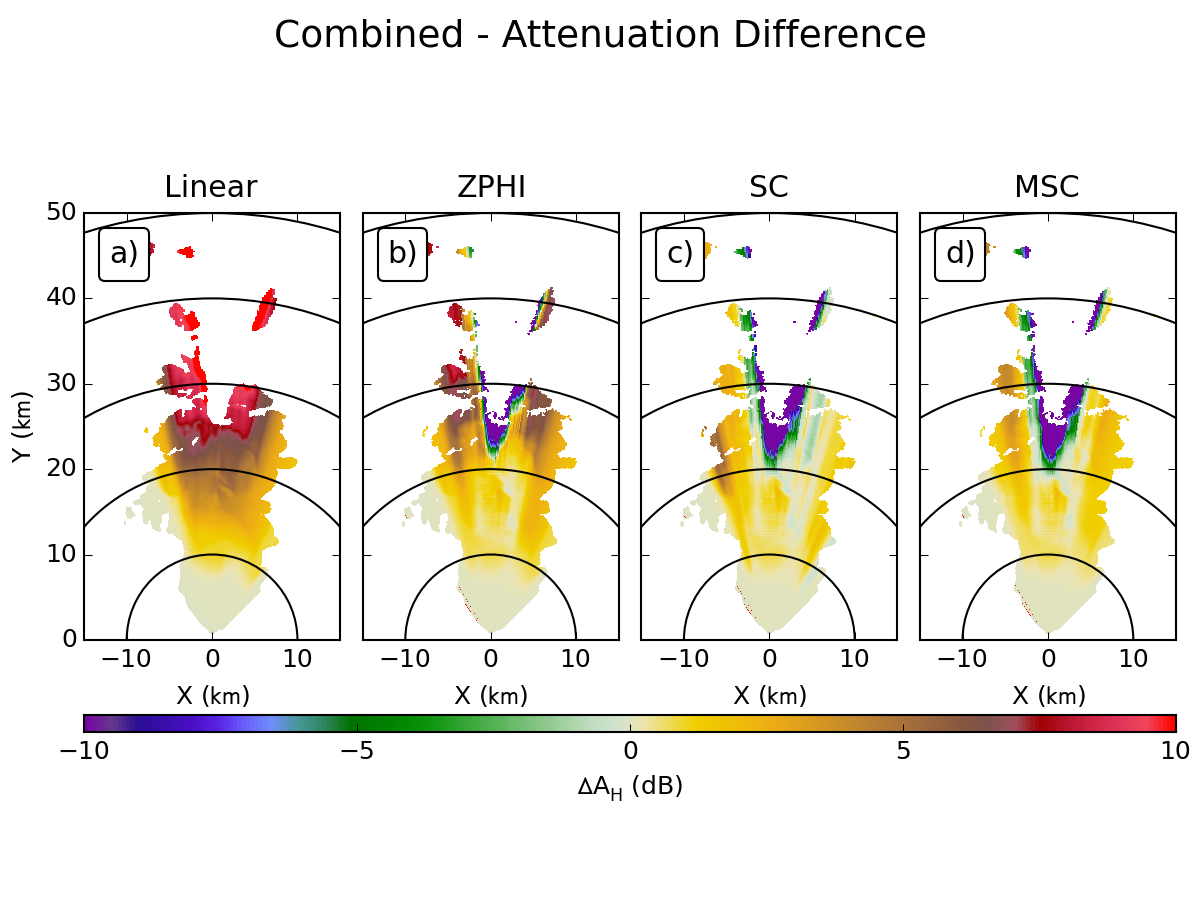 Combined - Attenuation Difference
Linear ZPHI SC MSC
a) b) c) d)
50
40
30
20
10
0
Y (km)
−10 0 10 −10 0 10 −10 0 10 −10 0 10
X (km) X (km) X (km) X (km)
−10 −5 0 5 10
ΔA_H (dB)